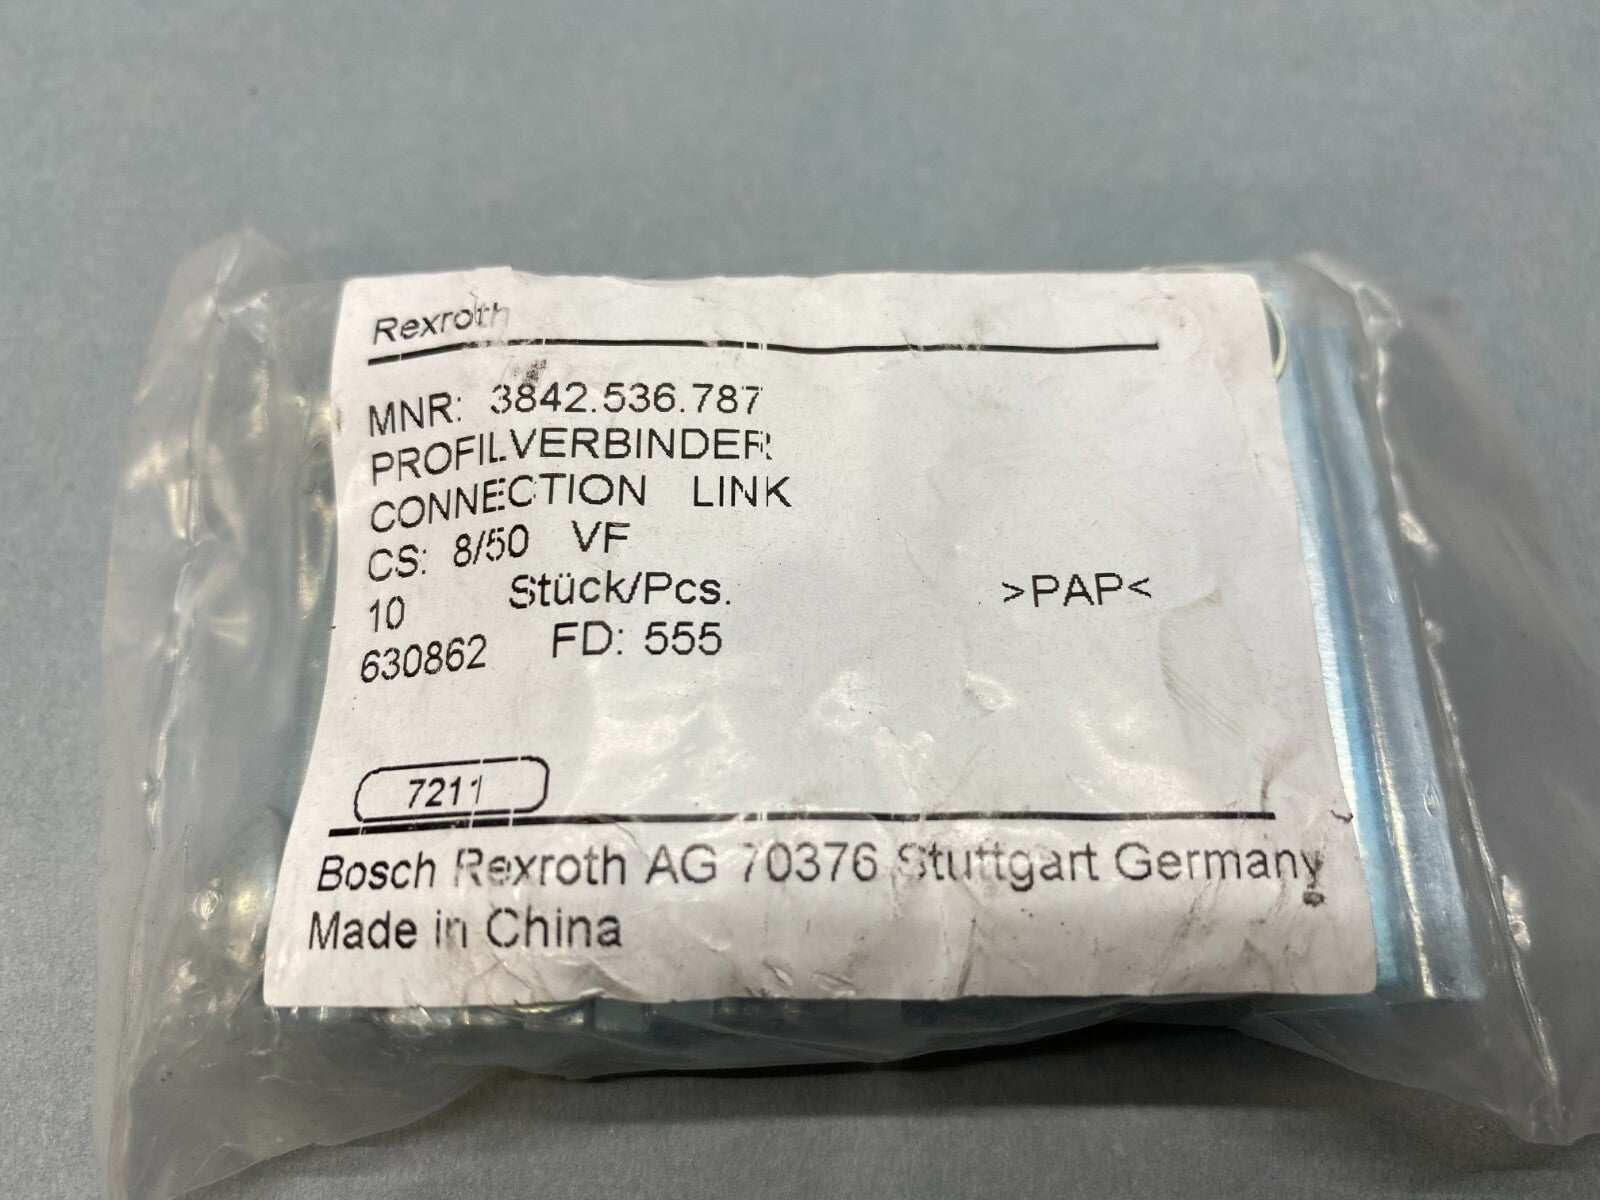 Rexroth
MNR: 3842.536.787
PROFILVERBINDER
CONNECTION LINK
CS: 8/50 VF
10 Stück/Pcs. >PAP<
630862 FD: 555
7211
Bosch Rexroth AG 70376 Stuttgart Germany
Made in China